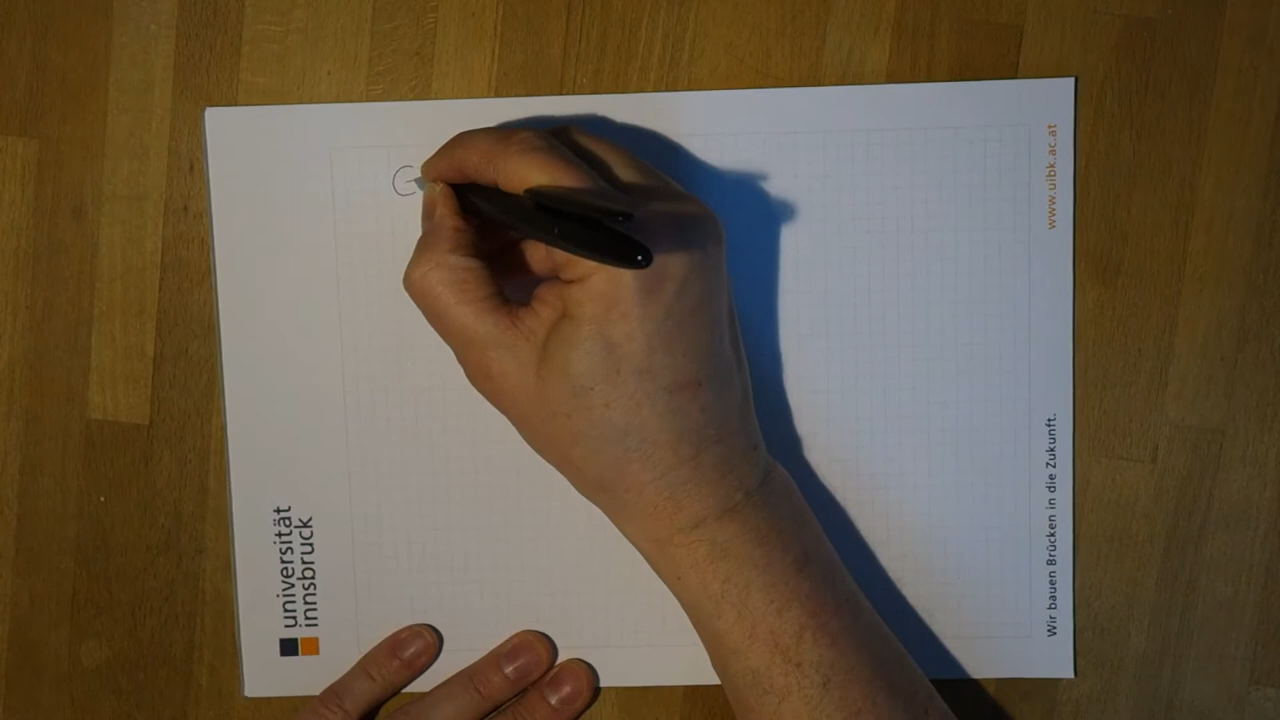 G
universität
innsbruck
Wir bauen Brücken in die Zukunft.
www.uibk.ac.at